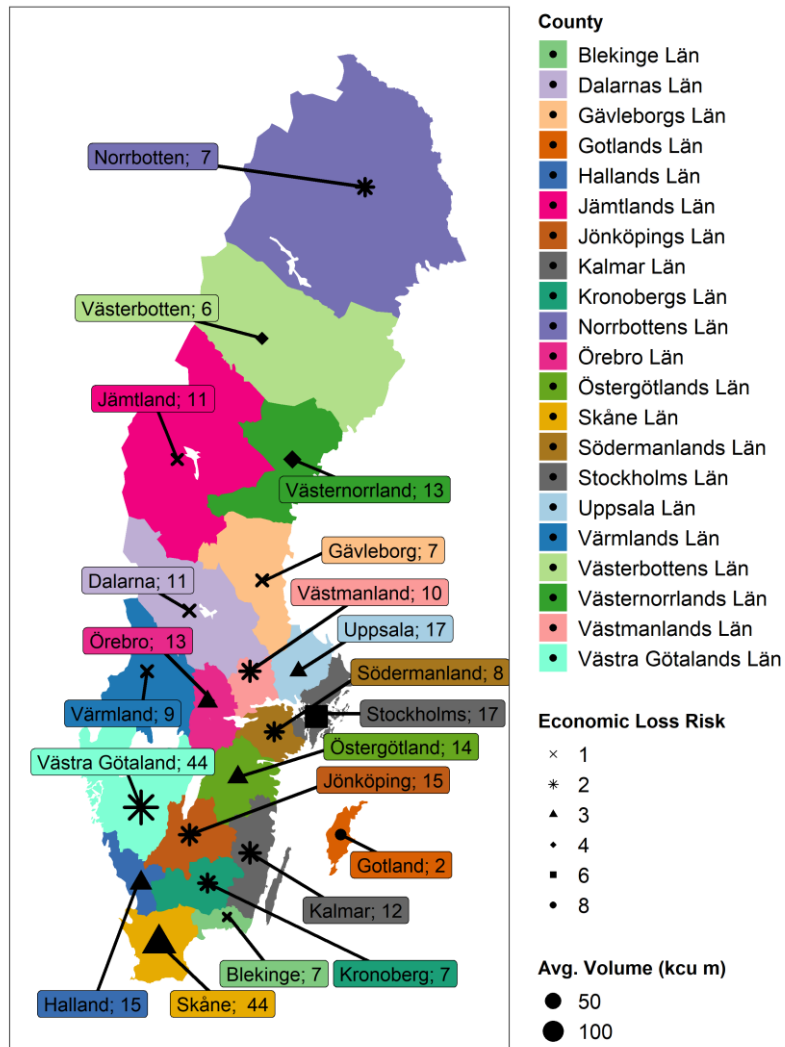 Norrbotten; 7
Västerbotten; 6
Jämtland; 11
Västernorrland; 13
Gävleborg; 7
Dalarna; 11
Västmanland; 10
Örebro; 13
Uppsala; 17
Södermanland; 8
Värmland; 9
Stockholms; 17
Östergötland; 14
Västra Götaland; 44
Jönköping; 15
Gotland; 2
Kalmar; 12
Blekinge; 7
Kronoberg; 7
Halland; 15
Skåne; 44
County
Blekinge Län
Dalarnas Län
Gävleborgs Län
Gotlands Län
Hallands Län
Jämtlands Län
Jönköpings Län
Kalmar Län
Kronobergs Län
Norrbottens Län
Örebro Län
Östergötlands Län
Skåne Län
Södermanlands Län
Stockholms Län
Uppsala Län
Värmlands Län
Västerbottens Län
Västernorrlands Län
Västmanlands Län
Västra Götalands Län
Economic Loss Risk
1
2
3
4
6
8
Avg. Volume (kcu m)
50
100